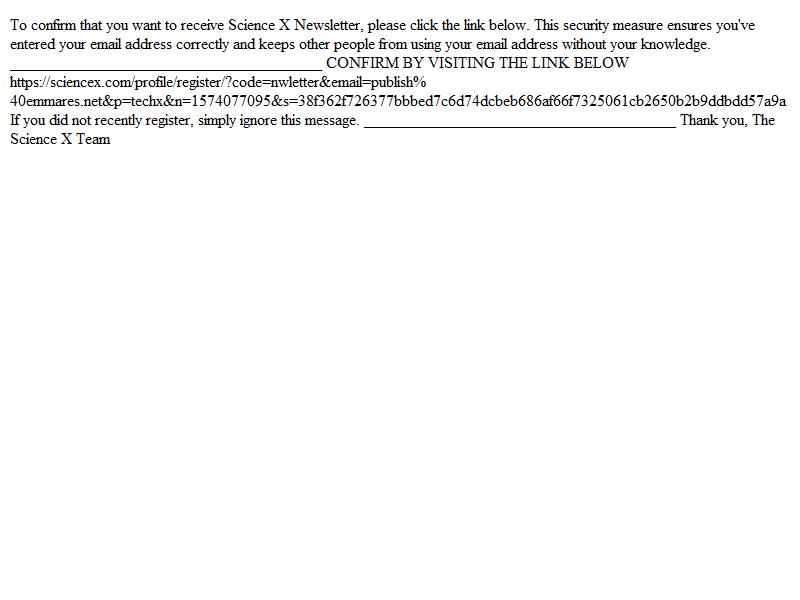 To confirm that you want to receive Science X Newsletter, please click the link below. This security measure ensures you've
entered your email address correctly and keeps other people from using your email address without your knowledge.
_______________________________________ CONFIRM BY VISITING THE LINK BELOW
https://sciencex.com/profile/register/?code=nwletter&email=publish%
40emmares.net&p=techx&n=1574077095&s=38f362f726377bbbed7c6d74dcbeb686af66f7325061cb2650b2b9ddbdd57a9a
If you did not recently register, simply ignore this message. _______________________________________ Thank you, The
Science X Team